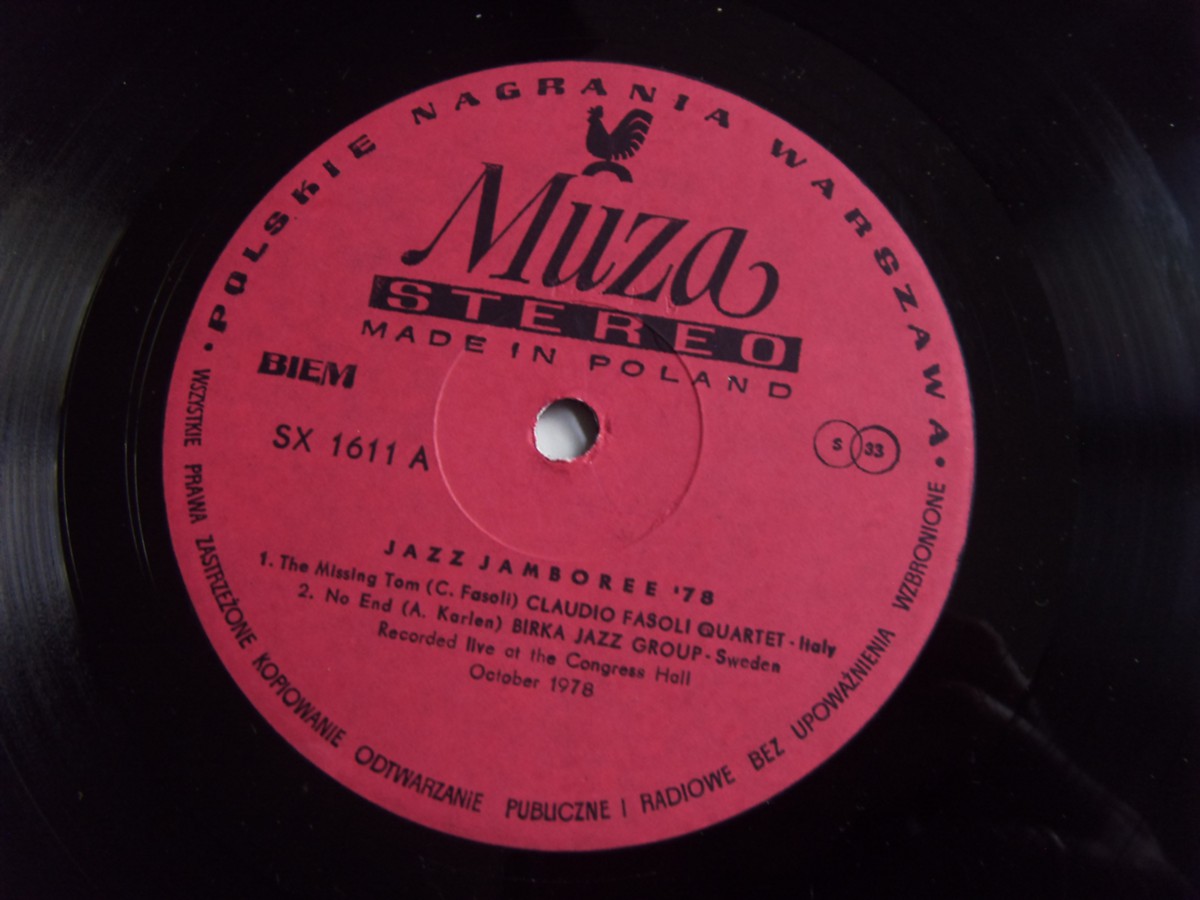 • POLSKIE NAGRANIA WARSZAWA •
Muza
STEREO
MADE IN POLAND
BIEM
SX 1611 A
S 33
JAZZ JAMBOREE '78
1. The Missing Tom (C. Fasoli) CLAUDIO FASOLI QUARTET - Italy
2. No End (A. Karlen) BIRKA JAZZ GROUP - Sweden
Recorded live at the Congress Hall
October 1978
WSZYSTKIE PRAWA ZASTRZEŻONE KOPIOWANIE ODTWARZANIE PUBLICZNE I RADIOWE BEZ UPOWAŻNIENIA WZBRONIONE